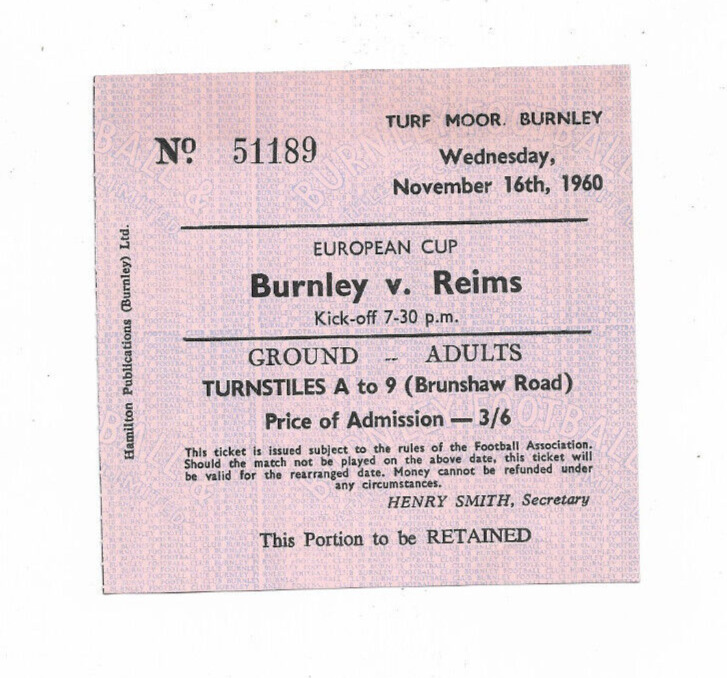 Nº 51189
TURF MOOR. BURNLEY
Wednesday,
November 16th, 1960
EUROPEAN CUP
Burnley v. Reims
Kick-off 7-30 p.m.
GROUND -- ADULTS
TURNSTILES A to 9 (Brunshaw Road)
Price of Admission — 3/6
This ticket is issued subject to the rules of the Football Association.
Should the match not be played on the above date, this ticket will
be valid for the rearranged date. Money cannot be refunded under
any circumstances.
HENRY SMITH, Secretary
This Portion to be RETAINED
Hamilton Publications (Burnley) Ltd.